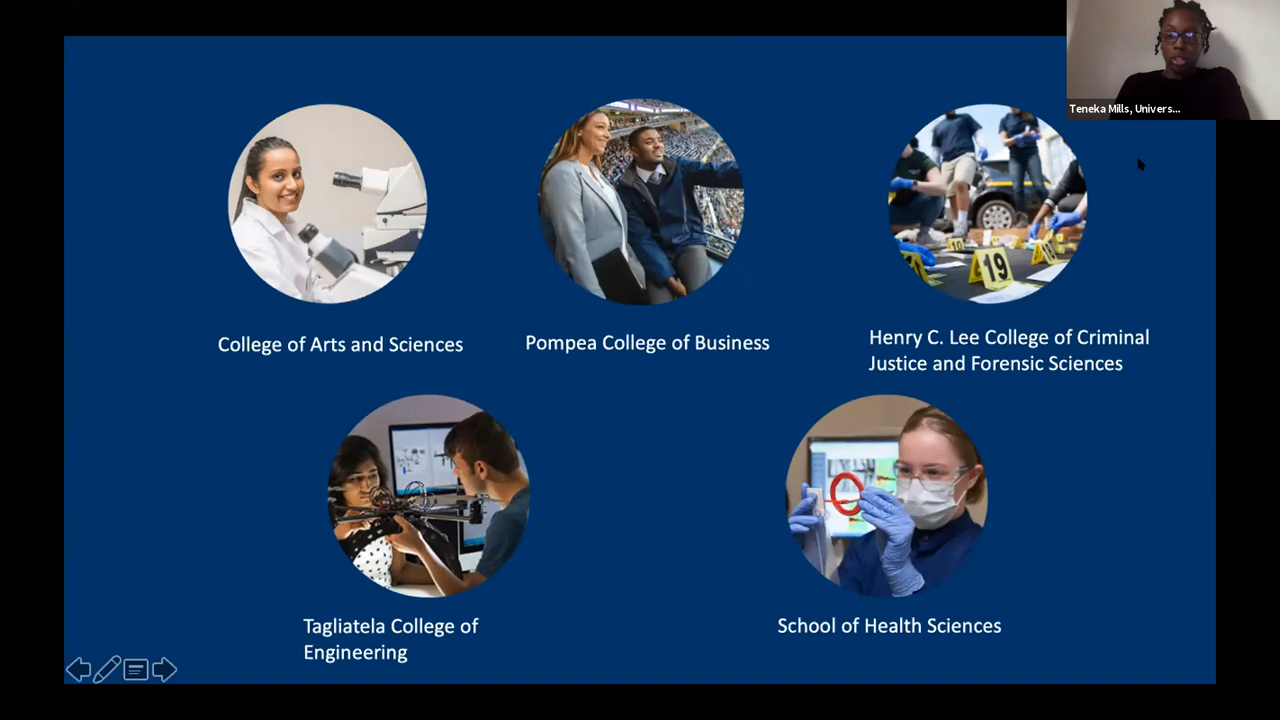 Teneka Mills, Univers...
College of Arts and Sciences
Pompea College of Business
Henry C. Lee College of Criminal
Justice and Forensic Sciences
10
19
Tagliatela College of
Engineering
School of Health Sciences